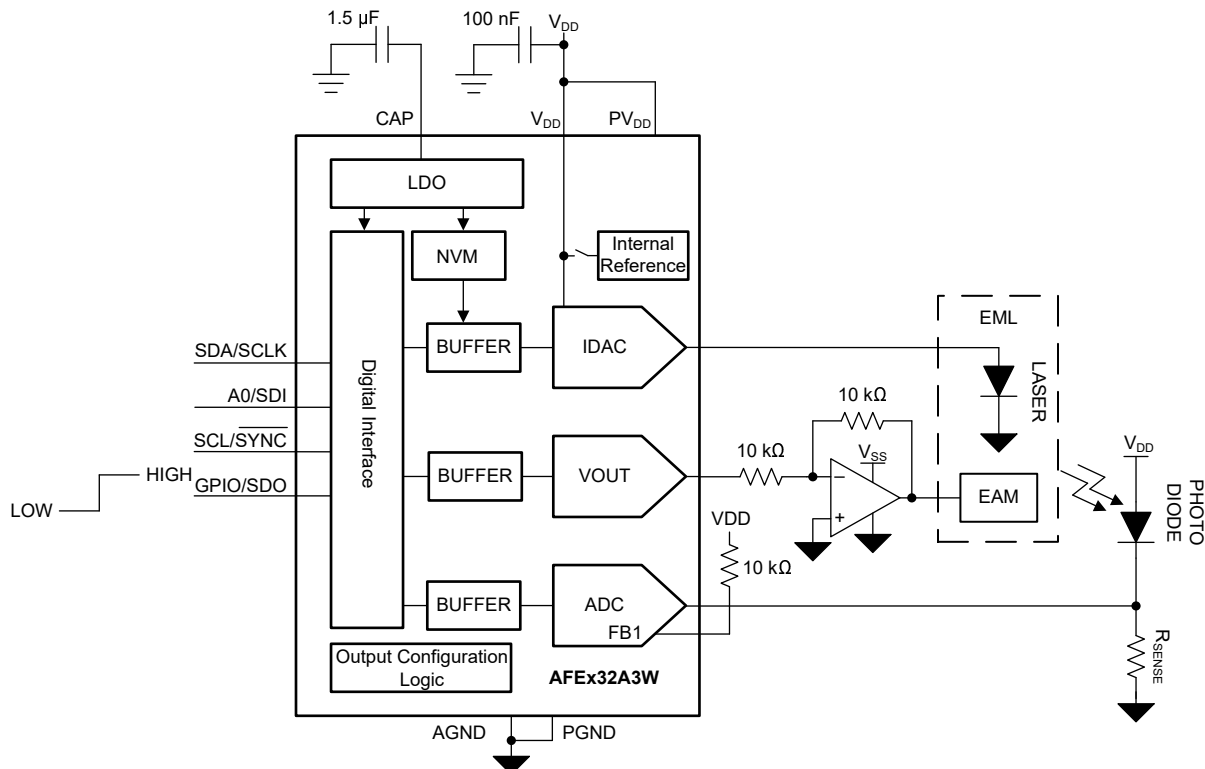 1.5 µF
100 nF
VDD
CAP
VDD
PVDD
LDO
NVM
Internal
Reference
Digital Interface
BUFFER
IDAC
SDA/SCLK
A0/SDI
SCL/SYNC
GPIO/SDO
LOW
HIGH
BUFFER
VOUT
10 kΩ
10 kΩ
VSS
−
+
EML
LASER
EAM
VDD
PHOTO
DIODE
VDD
10 kΩ
BUFFER
ADC
FB1
RSENSE
Output Configuration
Logic
AFEx32A3W
AGND
PGND